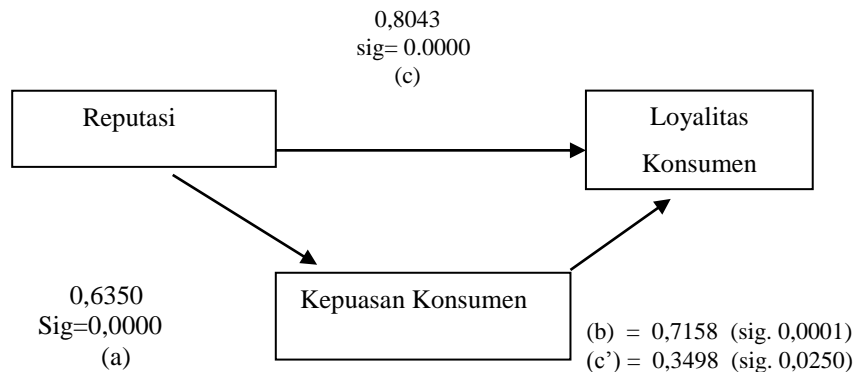 0,8043
sig= 0.0000
(c)
Reputasi
Loyalitas
Konsumen
Kepuasan Konsumen
0,6350
Sig=0,0000
(a)
(b) = 0,7158 (sig. 0,0001)
(c’) = 0,3498 (sig. 0,0250)